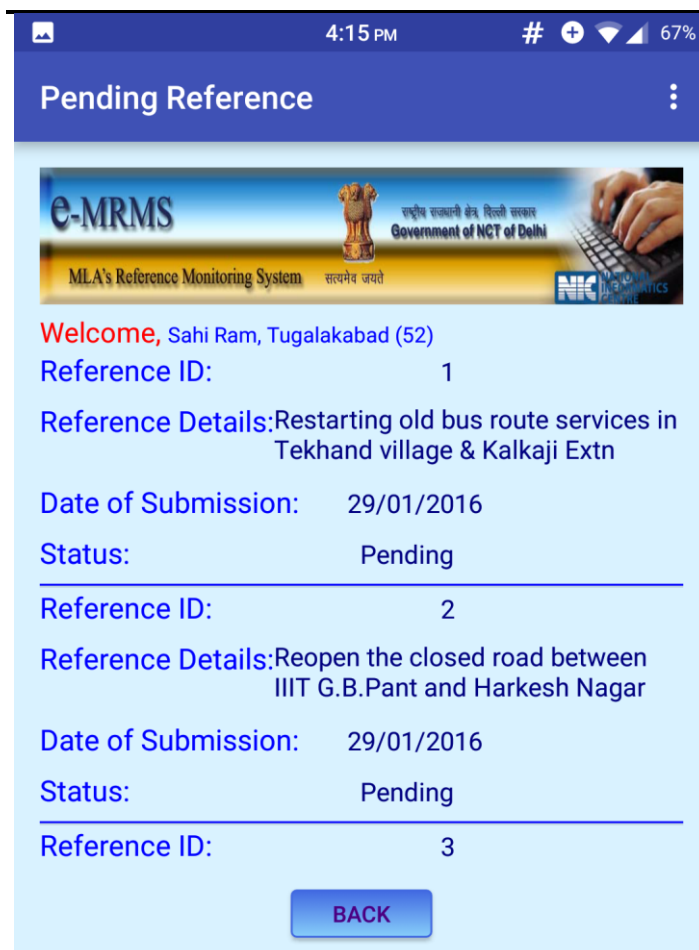 4:15 PM # 67%
Pending Reference
e-MRMS
राष्ट्रीय राजधानी क्षेत्र, दिल्ली सरकार
Government of NCT of Delhi
MLA's Reference Monitoring System सत्यमेव जयते
NIC NATIONAL
INFORMATICS
CENTRE
Welcome, Sahi Ram, Tugalakabad (52)
Reference ID: 1
Reference Details:Restarting old bus route services in
Tekhand village & Kalkaji Extn
Date of Submission: 29/01/2016
Status: Pending
Reference ID: 2
Reference Details:Reopen the closed road between
IIIT G.B.Pant and Harkesh Nagar
Date of Submission: 29/01/2016
Status: Pending
Reference ID: 3
BACK